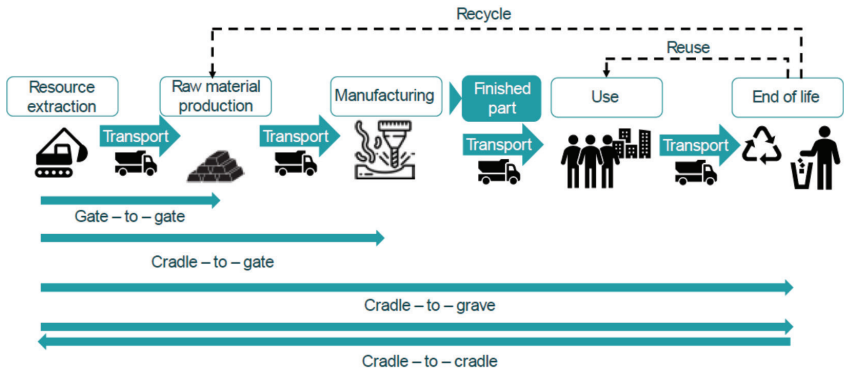 Recycle
Reuse
Resource
extraction
Raw material
production
Manufacturing
Finished
part
Use
End of life
Transport
Transport
Transport
Transport
Gate – to – gate
Cradle – to – gate
Cradle – to – grave
Cradle – to – cradle